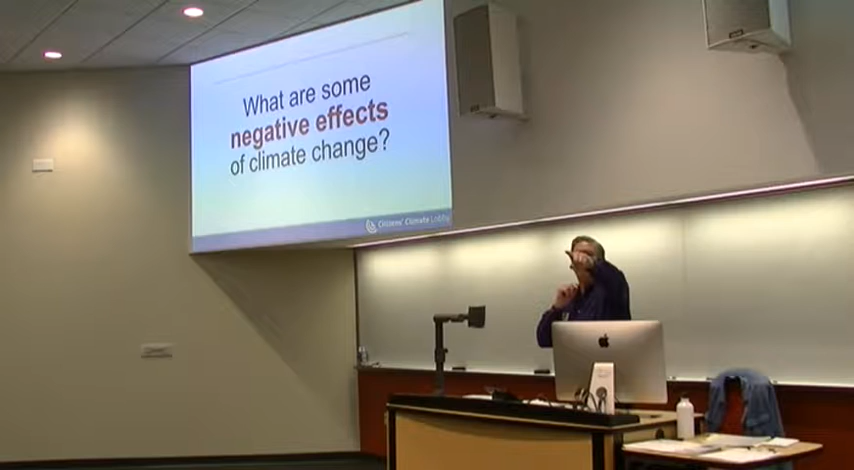 What are some
negative effects
of climate change?
Citizens' Climate Lobby